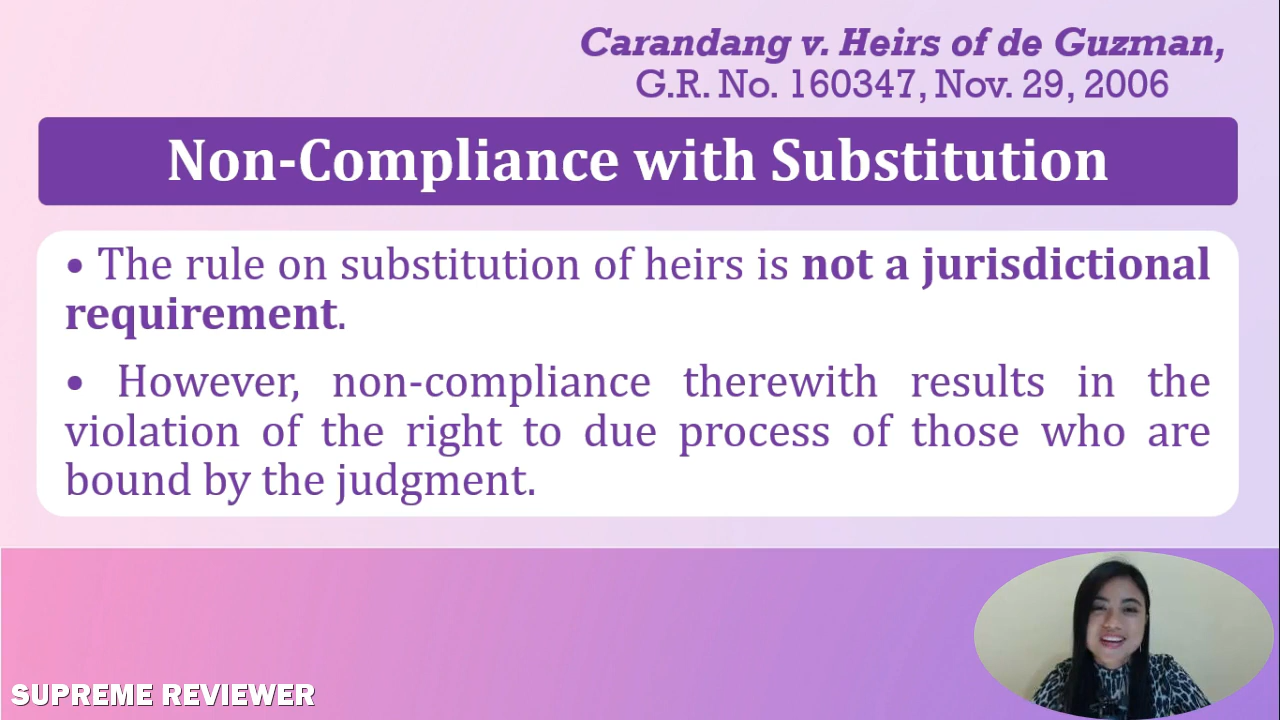 Carandang v. Heirs of de Guzman,
G.R. No. 160347, Nov. 29, 2006
Non-Compliance with Substitution
• The rule on substitution of heirs is not a jurisdictional
requirement.
• However, non-compliance therewith results in the
violation of the right to due process of those who are
bound by the judgment.
SUPREME REVIEWER